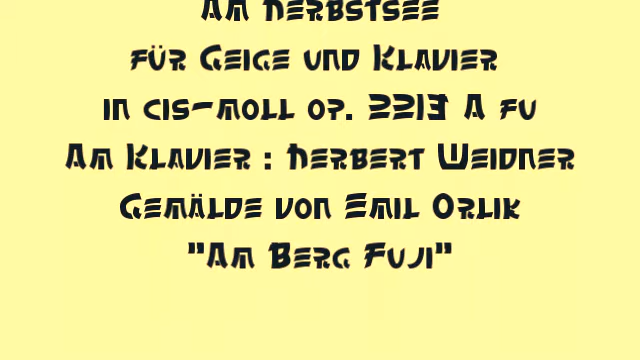 Am Herbstsee
für Geige und Klavier
in cis-moll op. 2213 A fu
Am Klavier : Herbert Weidner
Gemälde von Emil Orlik
"Am Berg Fuji"